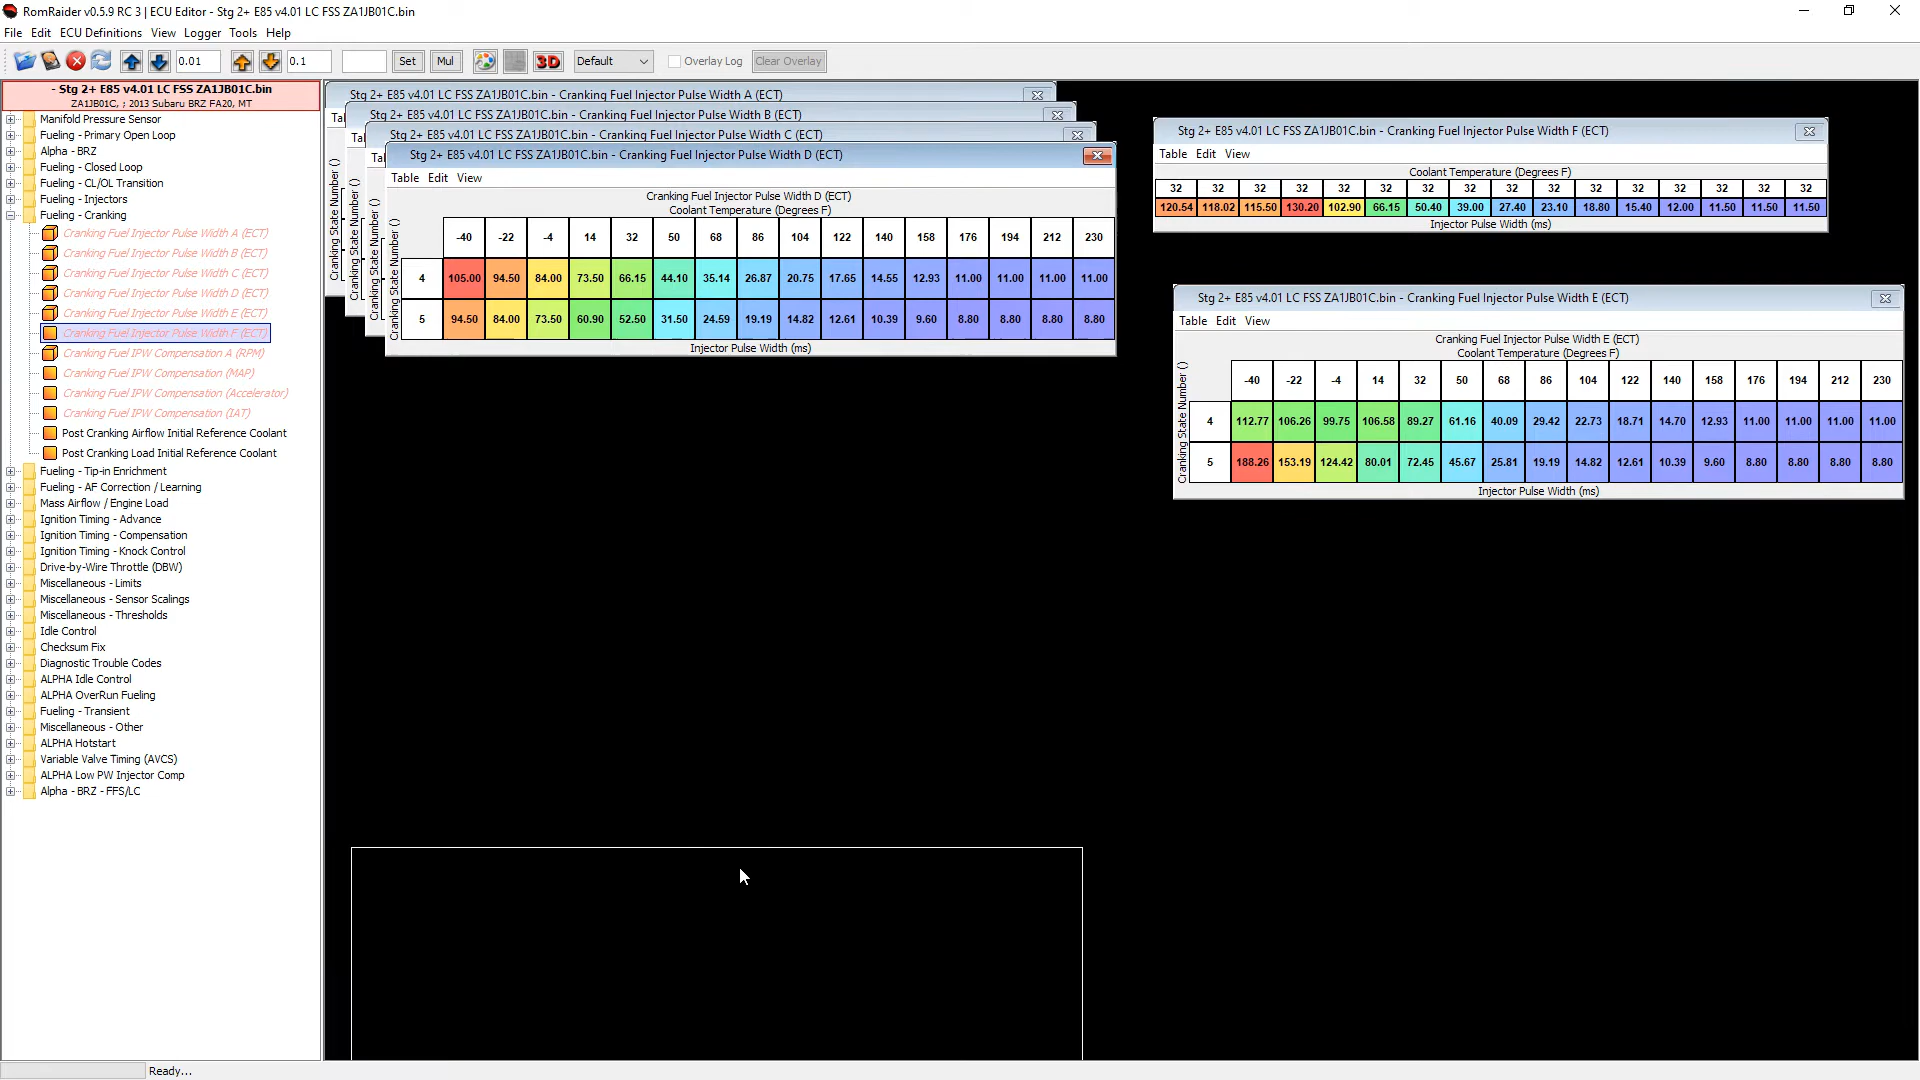 RomRaider v0.5.9 RC 3 | ECU Editor - Stg 2+ E85 v4.01 LC FSS ZA1JB01C.bin
File Edit ECU Definitions View Logger Tools Help
0.01 0.1 Set Mul 3D Default Overlay Log Clear Overlay
- Stg 2+ E85 v4.01 LC FSS ZA1JB01C.bin
ZA1JB01C, ; 2013 Subaru BRZ FA20, MT
Manifold Pressure Sensor
Fueling - Primary Open Loop
Alpha - BRZ
Fueling - Closed Loop
Fueling - CL/OL Transition
Fueling - Injectors
Fueling - Cranking
Cranking Fuel Injector Pulse Width A (ECT)
Cranking Fuel Injector Pulse Width B (ECT)
Cranking Fuel Injector Pulse Width C (ECT)
Cranking Fuel Injector Pulse Width D (ECT)
Cranking Fuel Injector Pulse Width E (ECT)
Cranking Fuel Injector Pulse Width F (ECT)
Cranking Fuel IPW Compensation A (RPM)
Cranking Fuel IPW Compensation (MAP)
Cranking Fuel IPW Compensation (Accelerator)
Cranking Fuel IPW Compensation (IAT)
Post Cranking Airflow Initial Reference Coolant
Post Cranking Load Initial Reference Coolant
Fueling - Tip-in Enrichment
Fueling - AF Correction / Learning
Mass Airflow / Engine Load
Ignition Timing - Advance
Ignition Timing - Compensation
Ignition Timing - Knock Control
Drive-by-Wire Throttle (DBW)
Miscellaneous - Limits
Miscellaneous - Sensor Scalings
Miscellaneous - Thresholds
Idle Control
Checksum Fix
Diagnostic Trouble Codes
ALPHA Idle Control
ALPHA OverRun Fueling
Fueling - Transient
Miscellaneous - Other
ALPHA Hotstart
Variable Valve Timing (AVCS)
ALPHA Low PW Injector Comp
Alpha - BRZ - FFS/LC
Stg 2+ E85 v4.01 LC FSS ZA1JB01C.bin - Cranking Fuel Injector Pulse Width A (ECT)
Tal
Cranking State Number ()
Stg 2+ E85 v4.01 LC FSS ZA1JB01C.bin - Cranking Fuel Injector Pulse Width B (ECT)
Tal
Cranking State Number ()
Stg 2+ E85 v4.01 LC FSS ZA1JB01C.bin - Cranking Fuel Injector Pulse Width C (ECT)
Tal
Cranking State Number ()
Stg 2+ E85 v4.01 LC FSS ZA1JB01C.bin - Cranking Fuel Injector Pulse Width D (ECT)
Table Edit View
Cranking Fuel Injector Pulse Width D (ECT)
Coolant Temperature (Degrees F)
Cranking State Number ()
-40 -22 -4 14 32 50 68 86 104 122 140 158 176 194 212 230
4 105.00 94.50 84.00 73.50 66.15 44.10 35.14 26.87 20.75 17.65 14.55 12.93 11.00 11.00 11.00 11.00
5 94.50 84.00 73.50 60.90 52.50 31.50 24.59 19.19 14.82 12.61 10.39 9.60 8.80 8.80 8.80 8.80
Injector Pulse Width (ms)
Stg 2+ E85 v4.01 LC FSS ZA1JB01C.bin - Cranking Fuel Injector Pulse Width F (ECT)
Table Edit View
Coolant Temperature (Degrees F)
32 32 32 32 32 32 32 32 32 32 32 32 32 32 32 32
120.54 118.02 115.50 130.20 102.90 66.15 50.40 39.00 27.40 23.10 18.80 15.40 12.00 11.50 11.50 11.50
Injector Pulse Width (ms)
Stg 2+ E85 v4.01 LC FSS ZA1JB01C.bin - Cranking Fuel Injector Pulse Width E (ECT)
Table Edit View
Cranking Fuel Injector Pulse Width E (ECT)
Coolant Temperature (Degrees F)
Cranking State Number ()
-40 -22 -4 14 32 50 68 86 104 122 140 158 176 194 212 230
4 112.77 106.26 99.75 106.58 89.27 61.16 40.09 29.42 22.73 18.71 14.70 12.93 11.00 11.00 11.00 11.00
5 188.26 153.19 124.42 80.01 72.45 45.67 25.81 19.19 14.82 12.61 10.39 9.60 8.80 8.80 8.80 8.80
Injector Pulse Width (ms)
Ready...